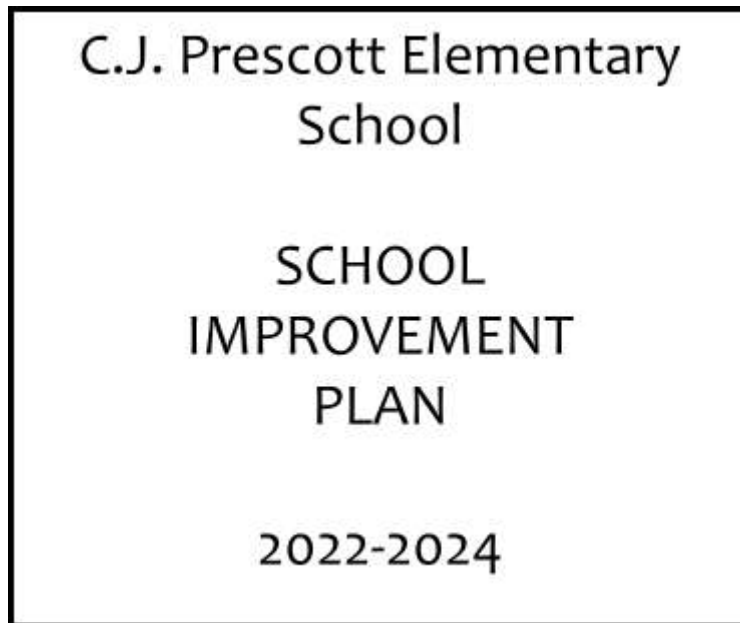 C.J. Prescott Elementary
School
SCHOOL
IMPROVEMENT
PLAN
2022-2024